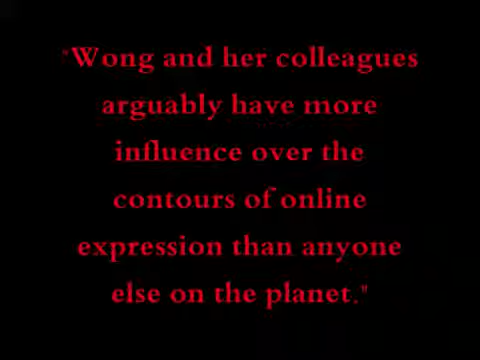 "Wong and her colleagues
arguably have more
influence over the
contours of online
expression than anyone
else on the planet."